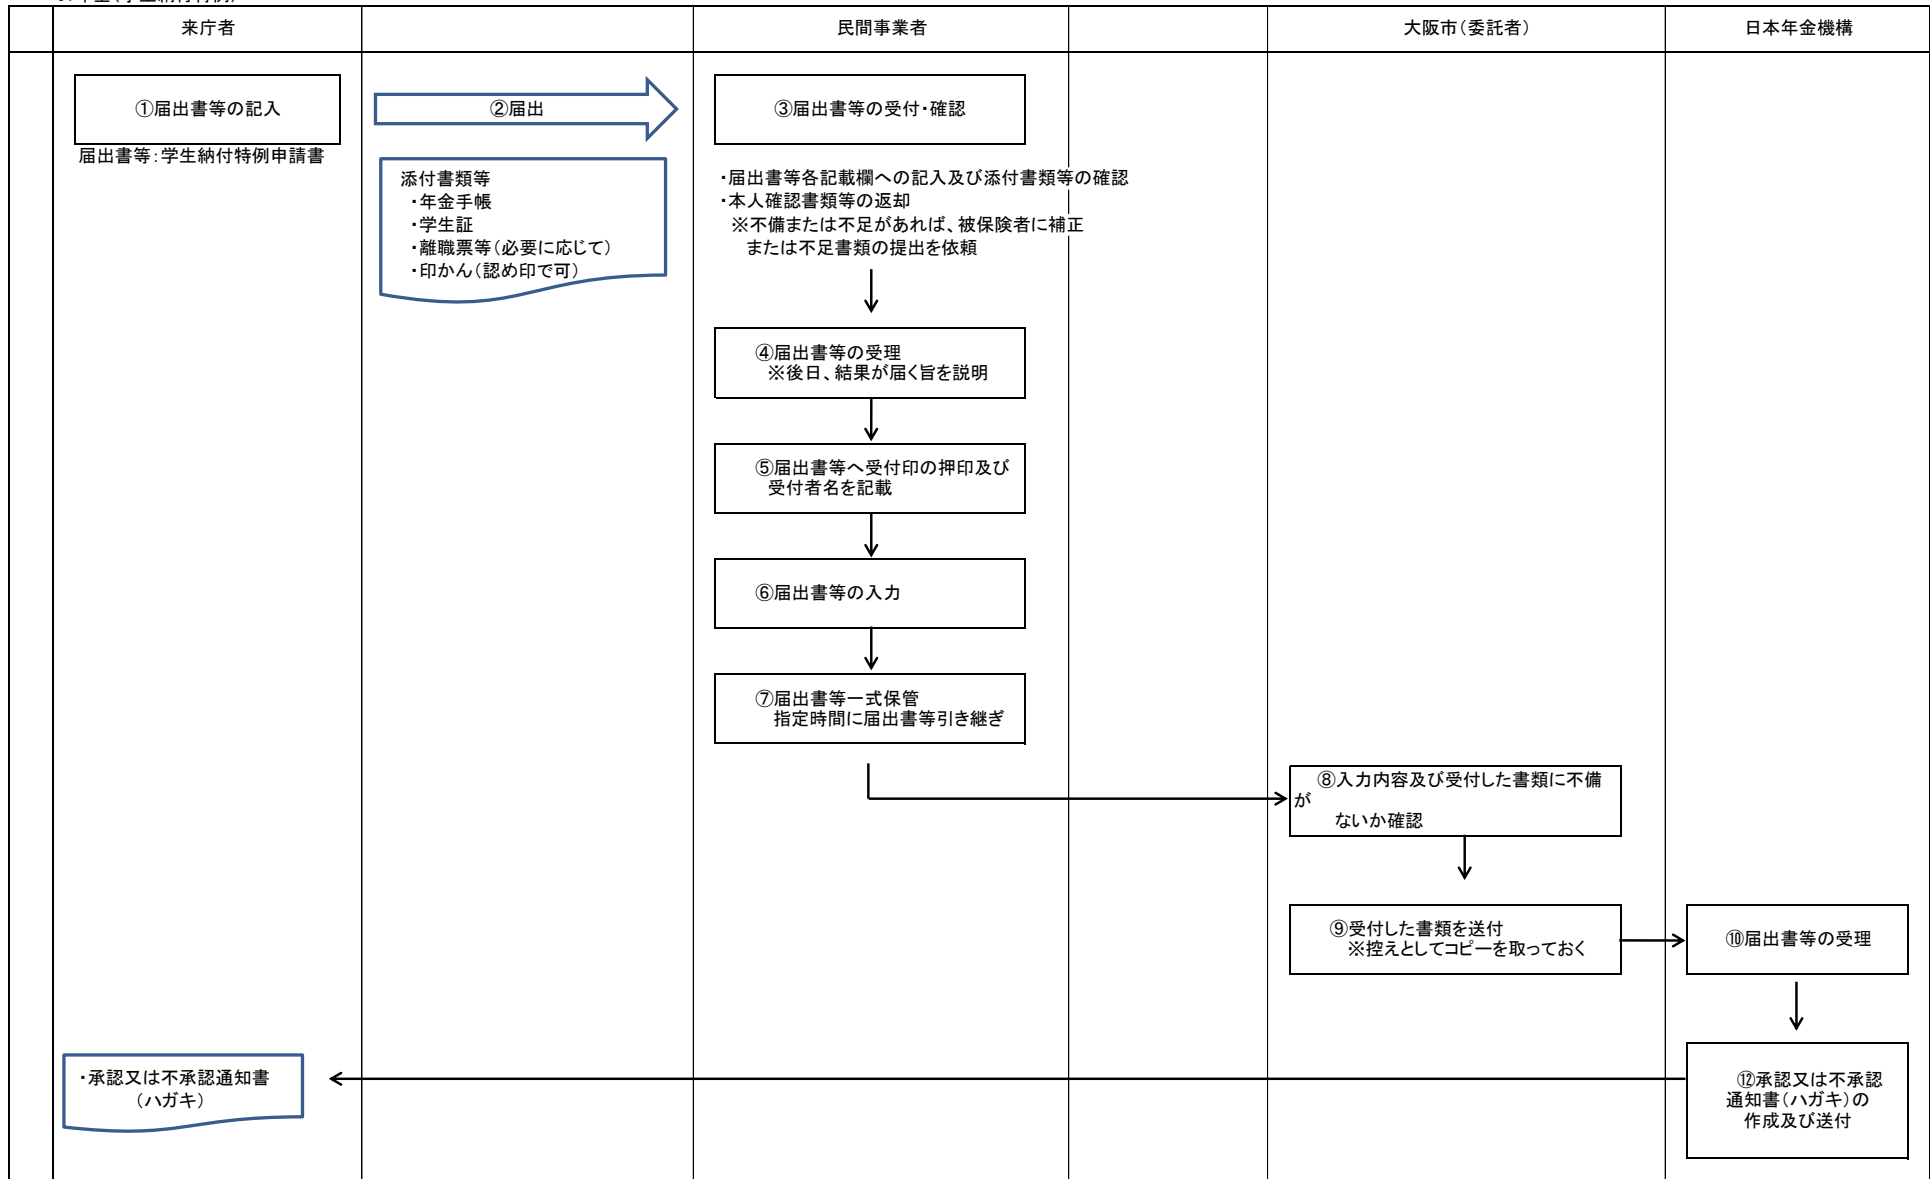 来庁者
民間事業者
大阪市(委託者)
日本年金機構
①届出書等の記入
②届出
③届出書等の受付・確認
届出書等：学生納付特例申請書
添付書類等
・年金手帳
・学生証
・離職票等(必要に応じて)
・印かん(認め印で可)
・届出書等各記載欄への記入及び添付書類等の確認
・本人確認書類等の返却
※不備または不足があれば、被保険者に補正
または不足書類の提出を依頼
④届出書等の受理
※後日、結果が届く旨を説明
⑤届出書等へ受付印の押印及び
受付者名を記載
⑥届出書等の入力
⑦届出書等一式保管
指定時間に届出書等引き継ぎ
⑧入力内容及び受付した書類に不備
が
ないか確認
⑨受付した書類を送付
※控えとしてコピーを取っておく
⑩届出書等の受理
⑫承認又は不承認
通知書(ハガキ)の
作成及び送付
・承認又は不承認通知書
(ハガキ)